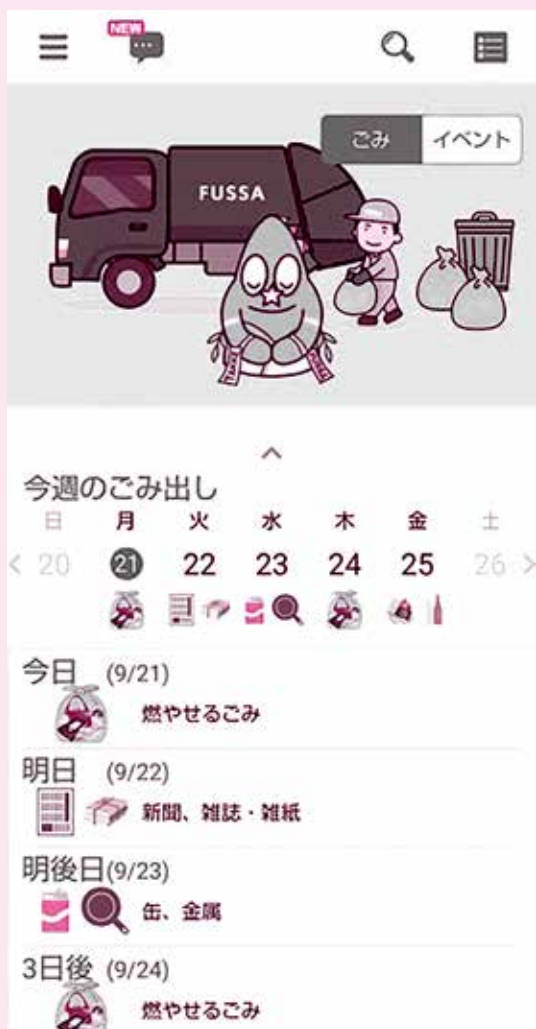 NEW
ごみ イベント
FUSSA
今週のごみ出し
日 月 火 水 木 金 土
< 20 21 22 23 24 25 26 >
今日 (9/21)
燃やせるごみ
明日 (9/22)
新聞、雑誌・雑紙
明後日(9/23)
缶、金属
3日後 (9/24)
燃やせるごみ